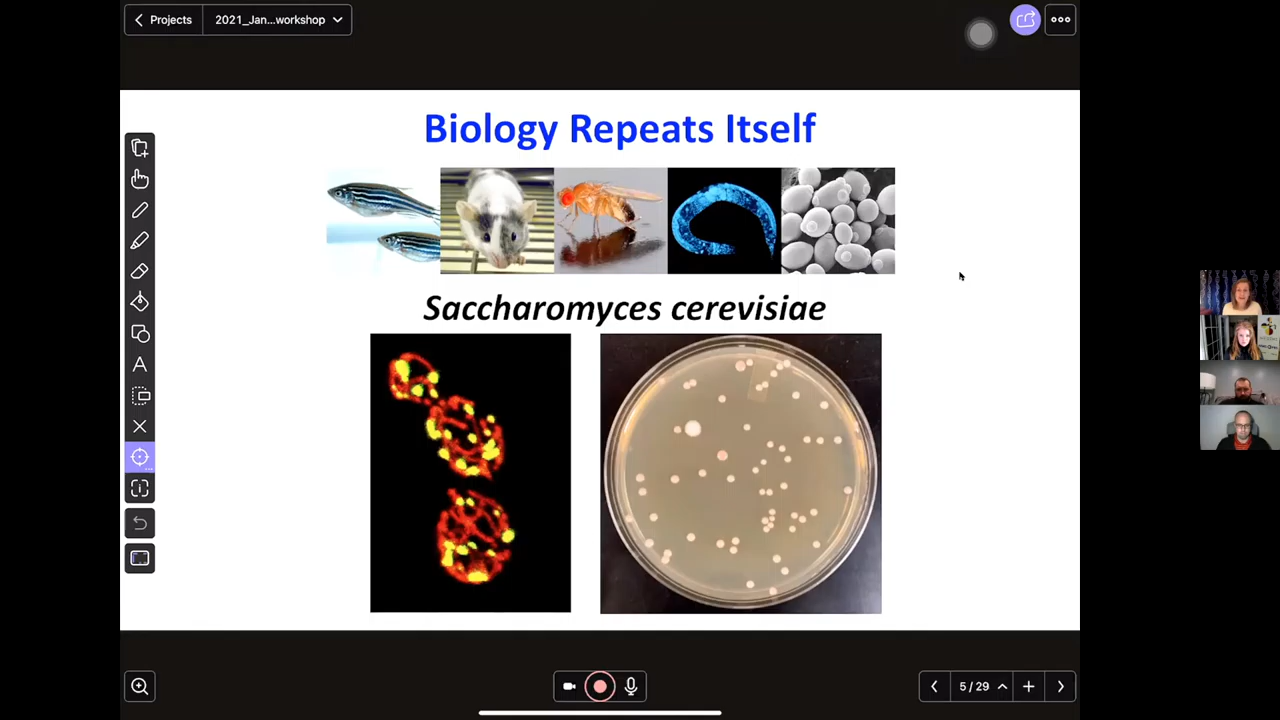 Projects
2021_Jan...workshop
Biology Repeats Itself
Saccharomyces cerevisiae
A
5 / 29